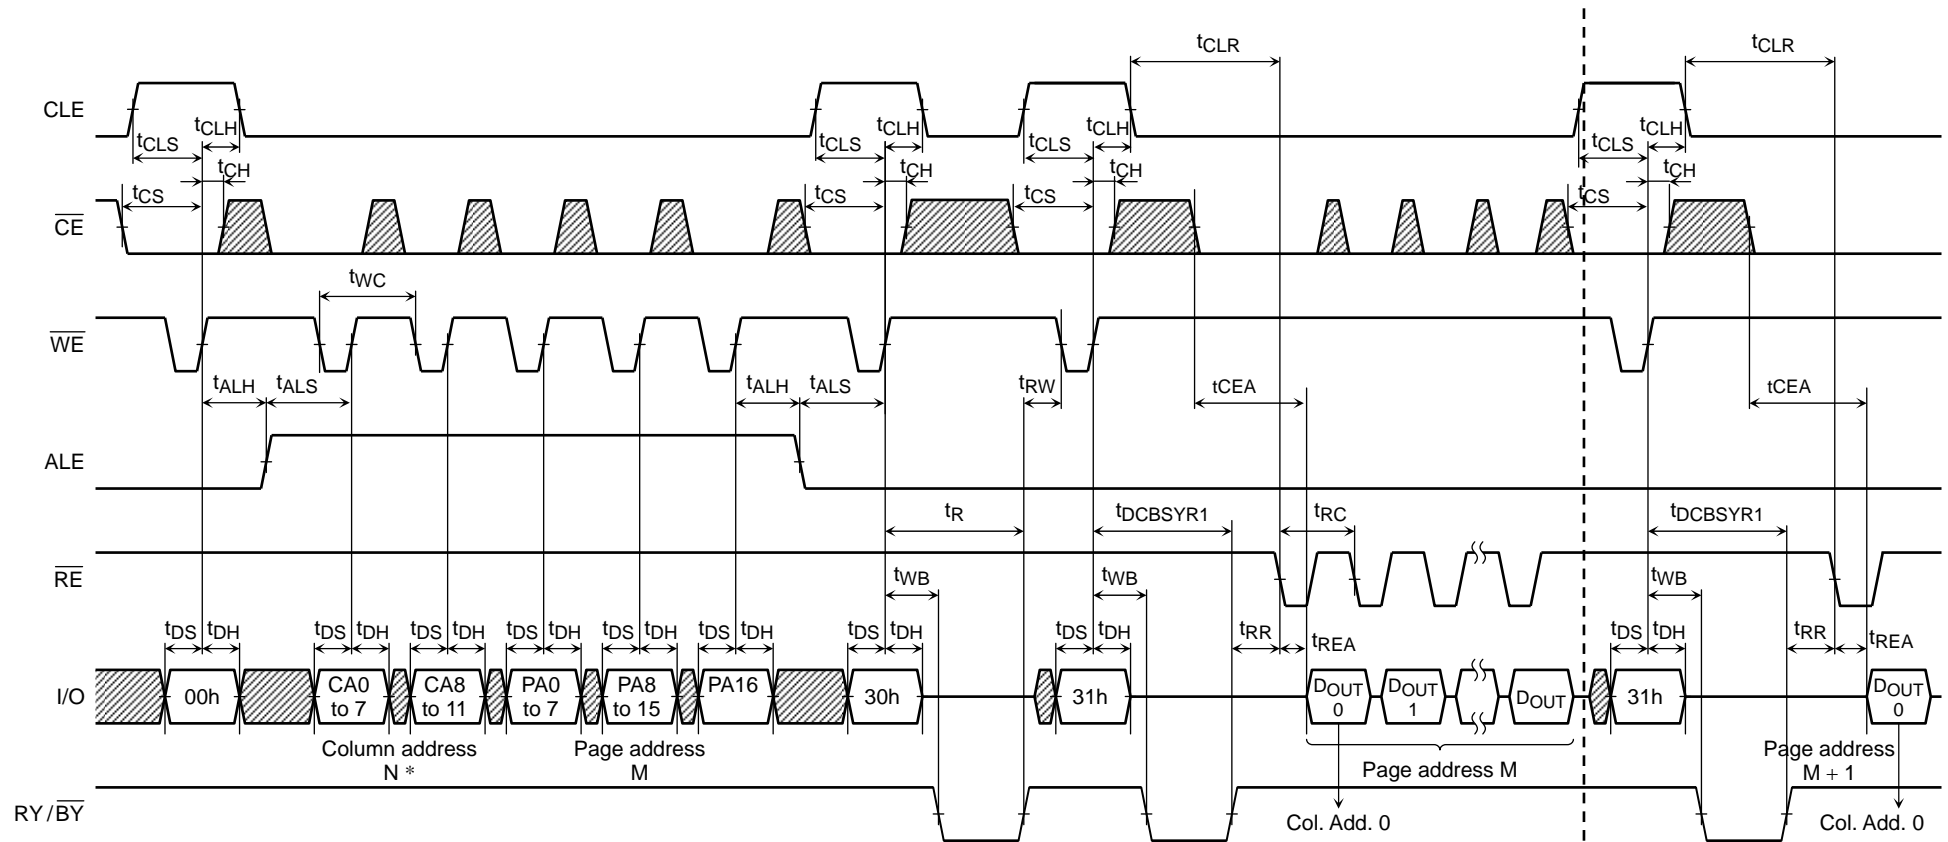 tCLR tCLR
CLE
tCLS tCLH tCLS tCLH tCLS tCLH tCLS tCLH
tCS tCH tCS tCH tCS tCH tCS tCH
CE
tWC
WE
tALH tALS tALH tALS tRW tCEA tCEA
ALE
tR tDCBSYR1 tRC tDCBSYR1
RE
tWB tWB tWB
tDS tDH tDS tDH tDS tDH tDS tDH tDS tDH tDS tDH tDS tDH tDS tDH tRR tREA tDS tDH tRR tREA
I/O 00h CA0 to 7 CA8 to 11 PA0 to 7 PA8 to 15 PA16 30h 31h DOUT 0 DOUT 1 DOUT 31h DOUT 0
Column address N * Page address M Page address M Page address M + 1
RY/BY
Col. Add. 0 Col. Add. 0